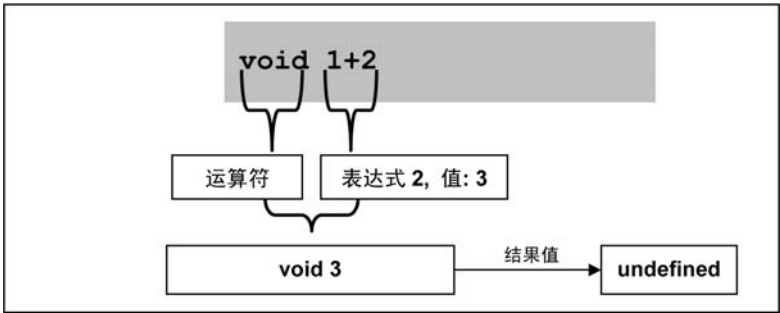 void 1+2
运算符
表达式 2, 值: 3
void 3
结果值
undefined